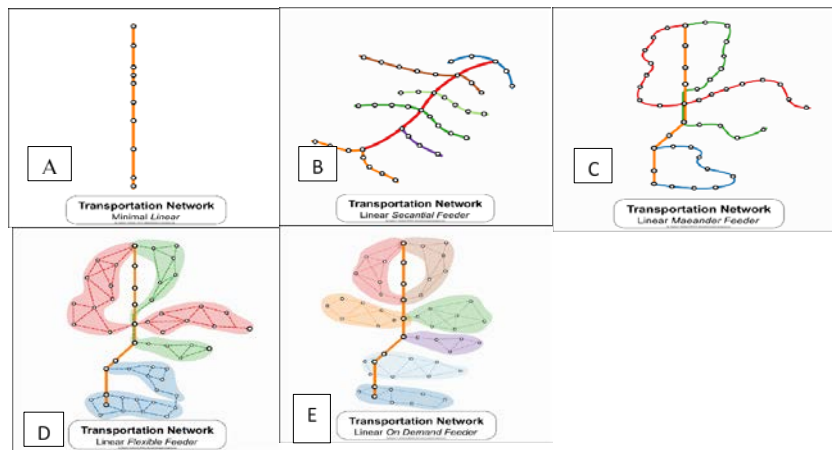 A
Transportation Network
Minimal Linear
B
Transportation Network
Linear Secantial Feeder
C
Transportation Network
Linear Maeander Feeder
D
Transportation Network
Linear Flexible Feeder
E
Transportation Network
Linear On Demand Feeder